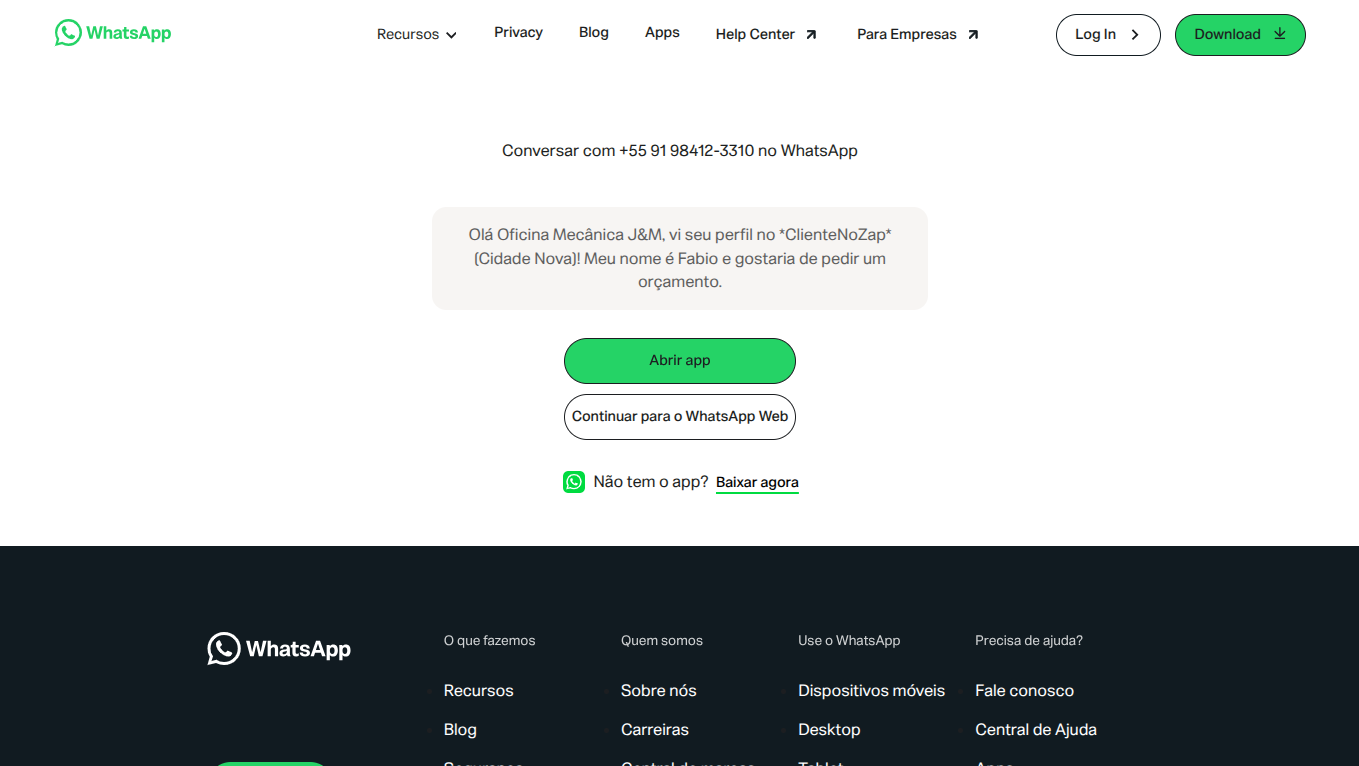 WhatsApp
Recursos
Privacy
Blog
Apps
Help Center
Para Empresas
Log In
Download
Conversar com +55 91 98412-3310 no WhatsApp
Olá Oficina Mecânica J&M, vi seu perfil no *ClienteNoZap*
(Cidade Nova)! Meu nome é Fabio e gostaria de pedir um
orçamento.
Abrir app
Continuar para o WhatsApp Web
Não tem o app? Baixar agora
WhatsApp
O que fazemos
Quem somos
Use o WhatsApp
Precisa de ajuda?
Recursos
Sobre nós
Dispositivos móveis
Fale conosco
Blog
Carreiras
Desktop
Central de Ajuda